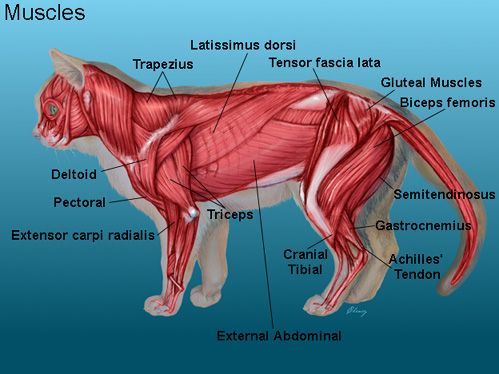 Muscles
Latissimus dorsi
Trapezius
Tensor fascia lata
Gluteal Muscles
Biceps femoris
Deltoid
Semitendinosus
Pectoral
Triceps
Gastrocnemius
Extensor carpi radialis
Cranial
Tibial
Achilles'
Tendon
External Abdominal